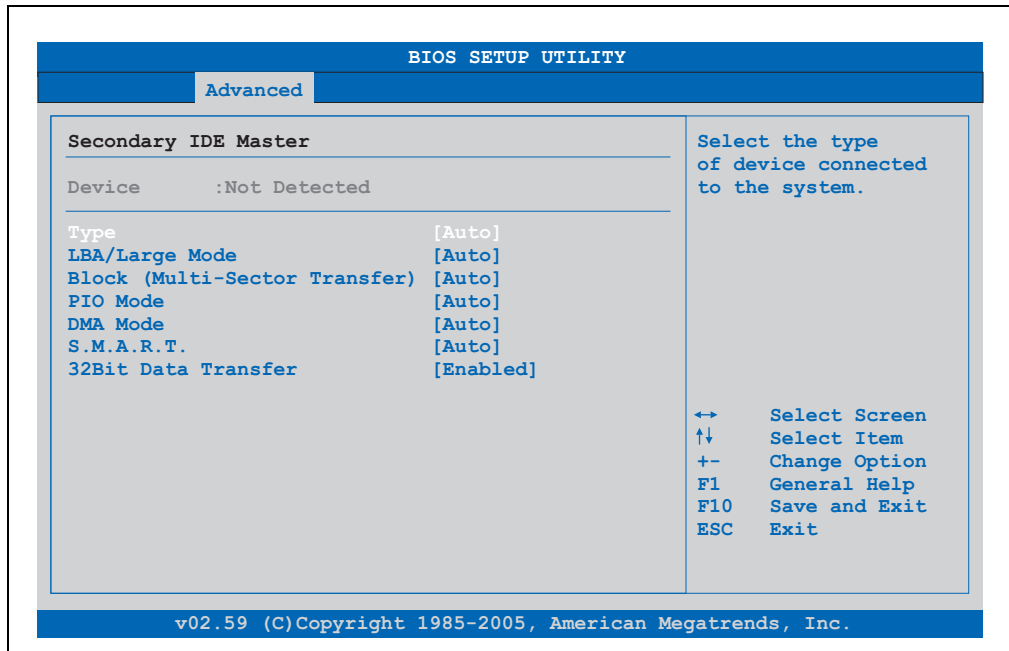 BIOS SETUP UTILITY
Advanced
Secondary IDE Master
Device :Not Detected
Type [Auto]
LBA/Large Mode [Auto]
Block (Multi-Sector Transfer) [Auto]
PIO Mode [Auto]
DMA Mode [Auto]
S.M.A.R.T. [Auto]
32Bit Data Transfer [Enabled]
Select the type
of device connected
to the system.
↔ Select Screen
↑↓ Select Item
+- Change Option
F1 General Help
F10 Save and Exit
ESC Exit
v02.59 (C)Copyright 1985-2005, American Megatrends, Inc.